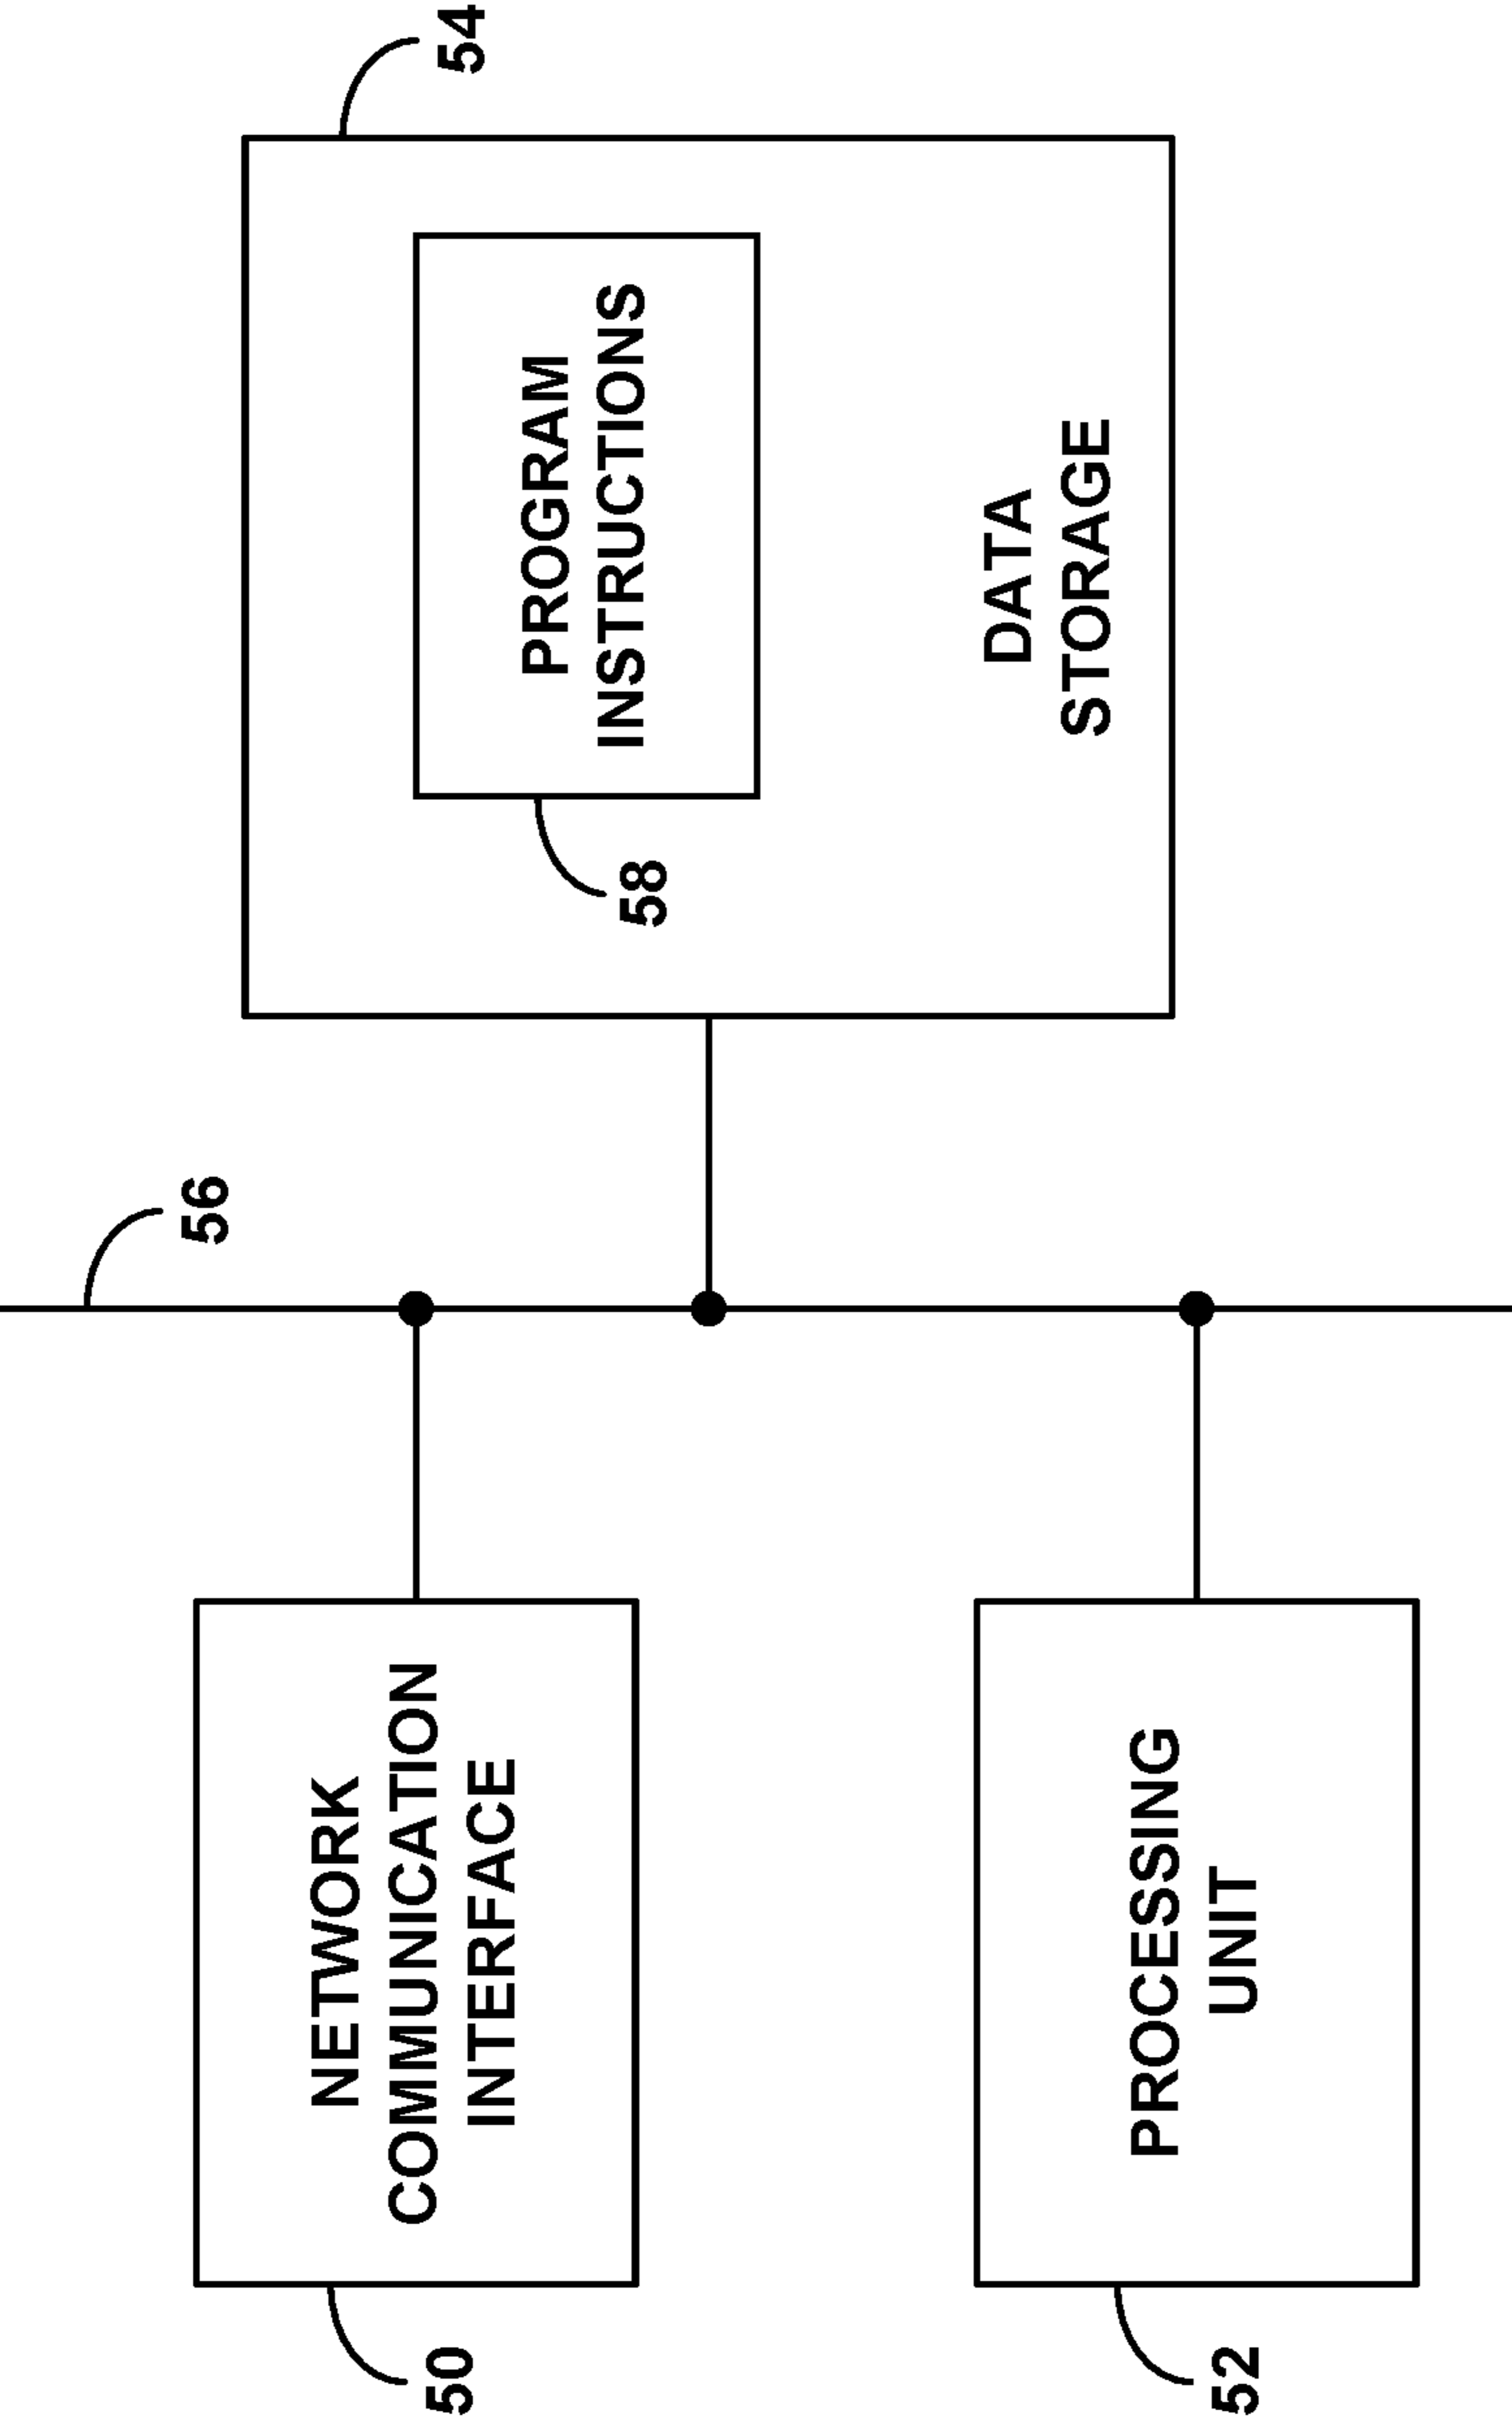 56
50
NETWORK
COMMUNICATION
INTERFACE
54
58
PROGRAM
INSTRUCTIONS
DATA
STORAGE
52
PROCESSING
UNIT